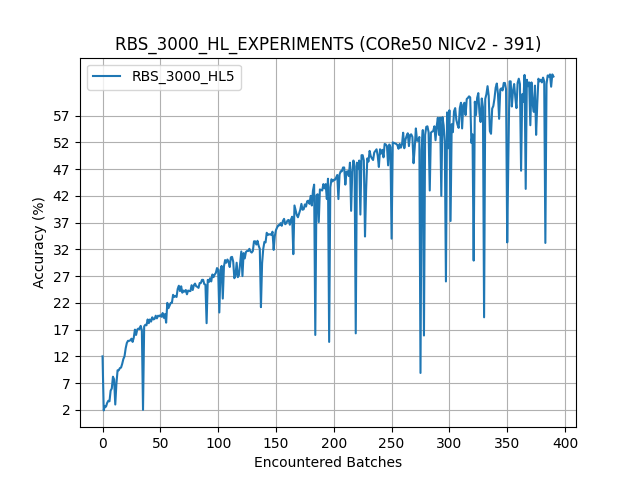 RBS_3000_HL_EXPERIMENTS (CORe50 NICv2 - 391)
RBS_3000_HL5
57
52
47
42
37
32
27
22
17
12
7
2
Accuracy (%)
0 50 100 150 200 250 300 350 400
Encountered Batches